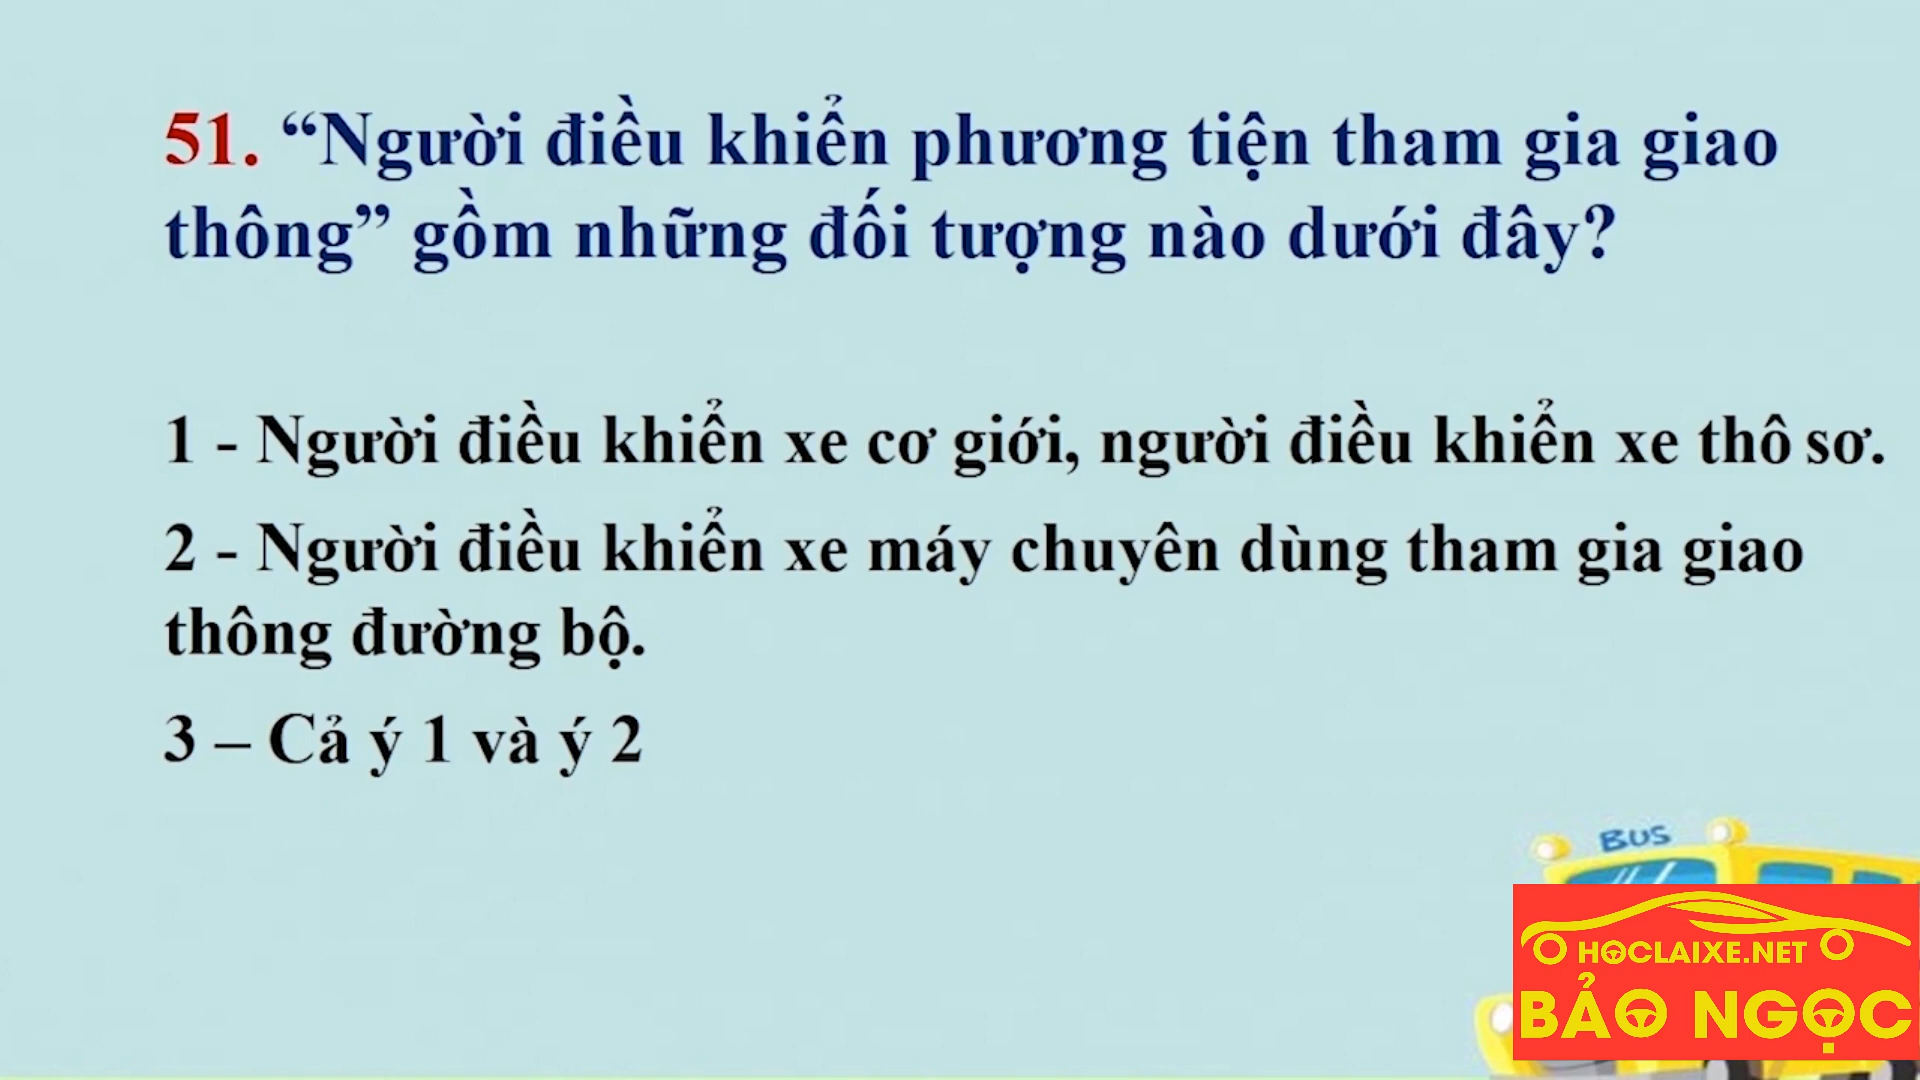 51. “Người điều khiển phương tiện tham gia giao
thông” gồm những đối tượng nào dưới đây?
1 - Người điều khiển xe cơ giới, người điều khiển xe thô sơ.
2 - Người điều khiển xe máy chuyên dùng tham gia giao
thông đường bộ.
3 – Cả ý 1 và ý 2
BUS
HOCLAIXE.NET
BẢO NGỌC